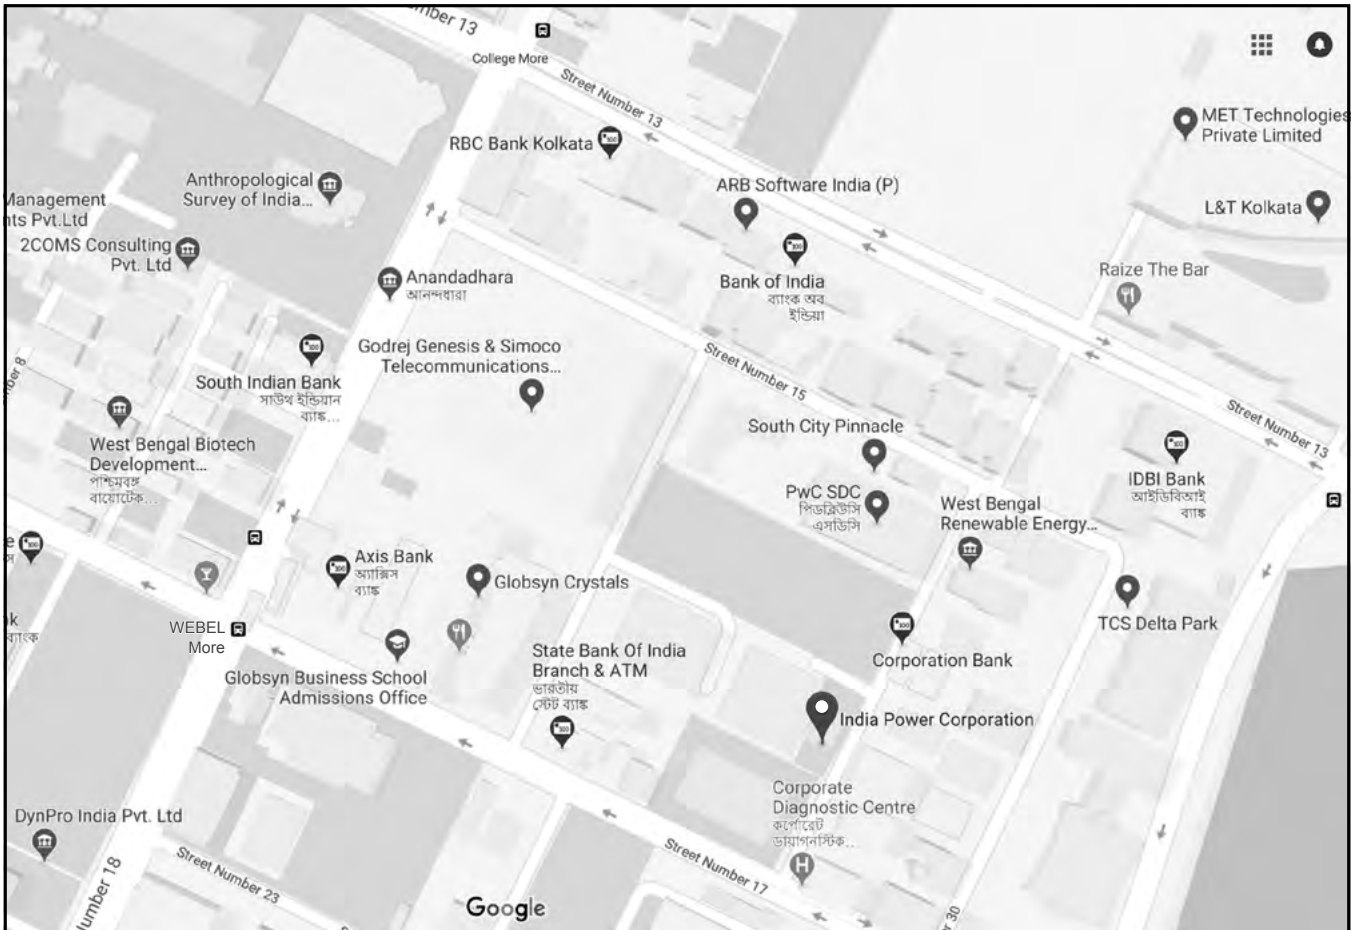 mber 13
College More
Street Number 13
MET Technologies
Private Limited
RBC Bank Kolkata
Anthropological
Survey of India...
ARB Software India (P)
Management
nts Pvt.Ltd
L&T Kolkata
2COMS Consulting
Pvt. Ltd
Anandadhara
আনন্দধারা
Bank of India
ব্যাংক অব
ইন্ডিয়া
Raize The Bar
Godrej Genesis & Simoco
Telecommunications...
Street Number 15
South Indian Bank
সাউথ ইন্ডিয়ান
ব্যাঙ্ক...
mber 8
Street Number 13
South City Pinnacle
West Bengal Biotech
Development...
পশ্চিমবঙ্গ
বায়োটেক...
IDBI Bank
আইডিবিআই
ব্যাঙ্ক
PwC SDC
পিডব্লিউসি
এসডিসি
West Bengal
Renewable Energy...
Axis Bank
অ্যাক্সিস
ব্যাঙ্ক
Globsyn Crystals
TCS Delta Park
WEBEL
More
k
ব্যাংক
State Bank Of India
Branch & ATM
ভারতীয়
স্টেট ব্যাঙ্ক
Corporation Bank
Globsyn Business School
Admissions Office
India Power Corporation
Corporate
Diagnostic Centre
কর্পোরেট
ডায়াগনস্টিক...
DynPro India Pvt. Ltd
Street Number 17
Street Number 23
umber 18
r 30
Google